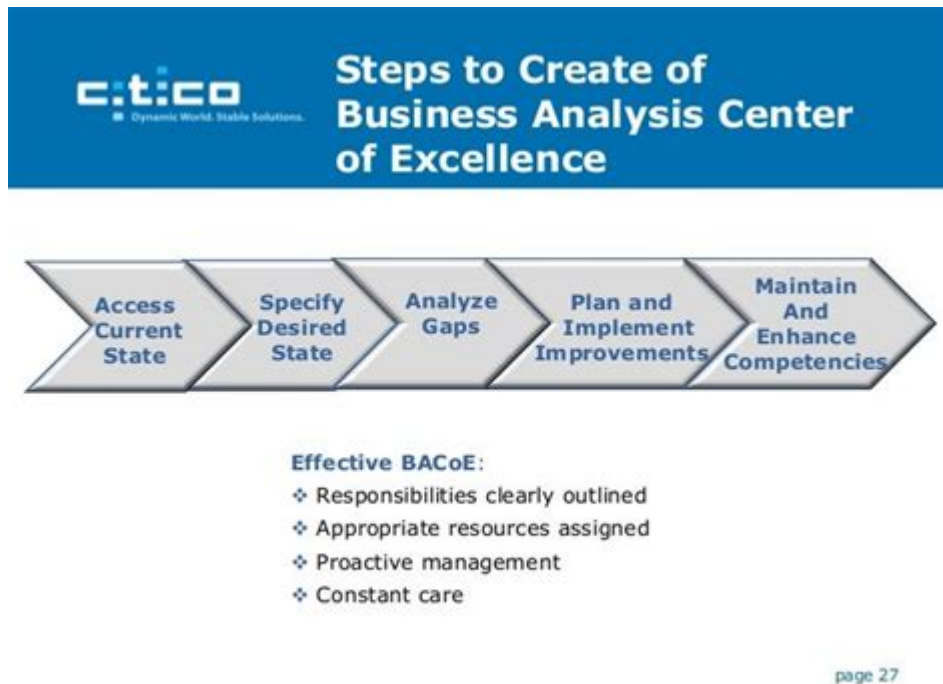 citico
Dynamic World. Stable Solutions.
Steps to Create of
Business Analysis Center
of Excellence
Access
Current
State
Specify
Desired
State
Analyze
Gaps
Plan and
Implement
Improvements
Maintain
And
Enhance
Competencies
Effective BACoE:
Responsibilities clearly outlined
Appropriate resources assigned
Proactive management
Constant care
page 27